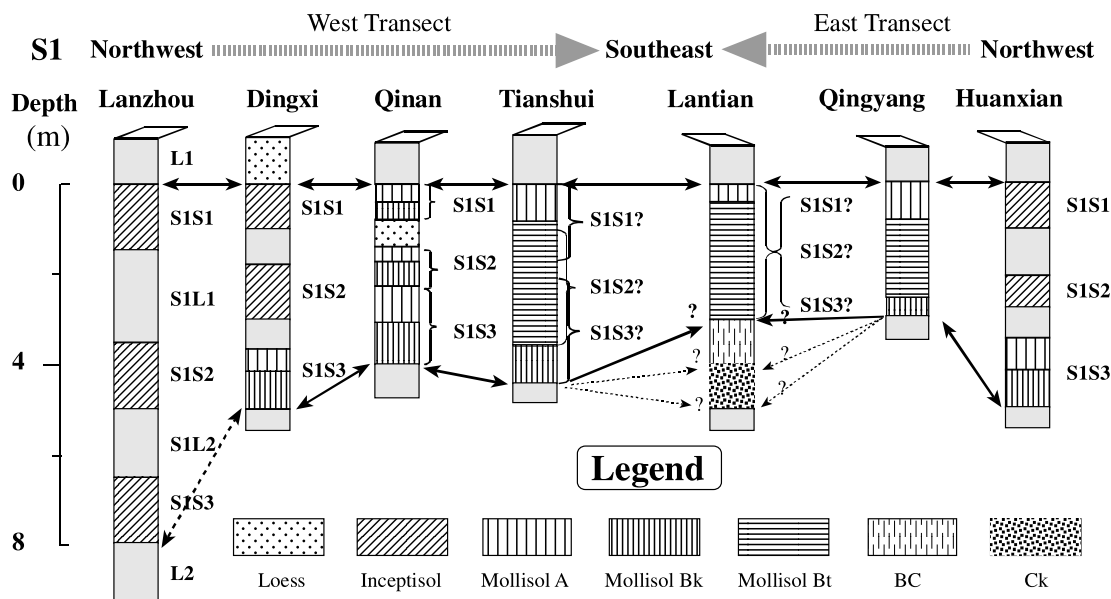 West Transect
East Transect
S1
Northwest
Southeast
Northwest
Depth
(m)
Lanzhou
Dingxi
Qinan
Tianshui
Lantian
Qingyang
Huanxian
L1
0
S1S1
S1S1
S1S1
S1S1?
S1S1?
S1S1
S1S2
S1S2?
S1L1
S1S2
S1S2?
S1S2
S1S3?
? ?
S1S3
S1S3?
4
S1S2
S1S3
? ?
S1S3
? ?
S1L2
Legend
S1S3
8
L2
Loess
Inceptisol
Mollisol A
Mollisol Bk
Mollisol Bt
BC
Ck